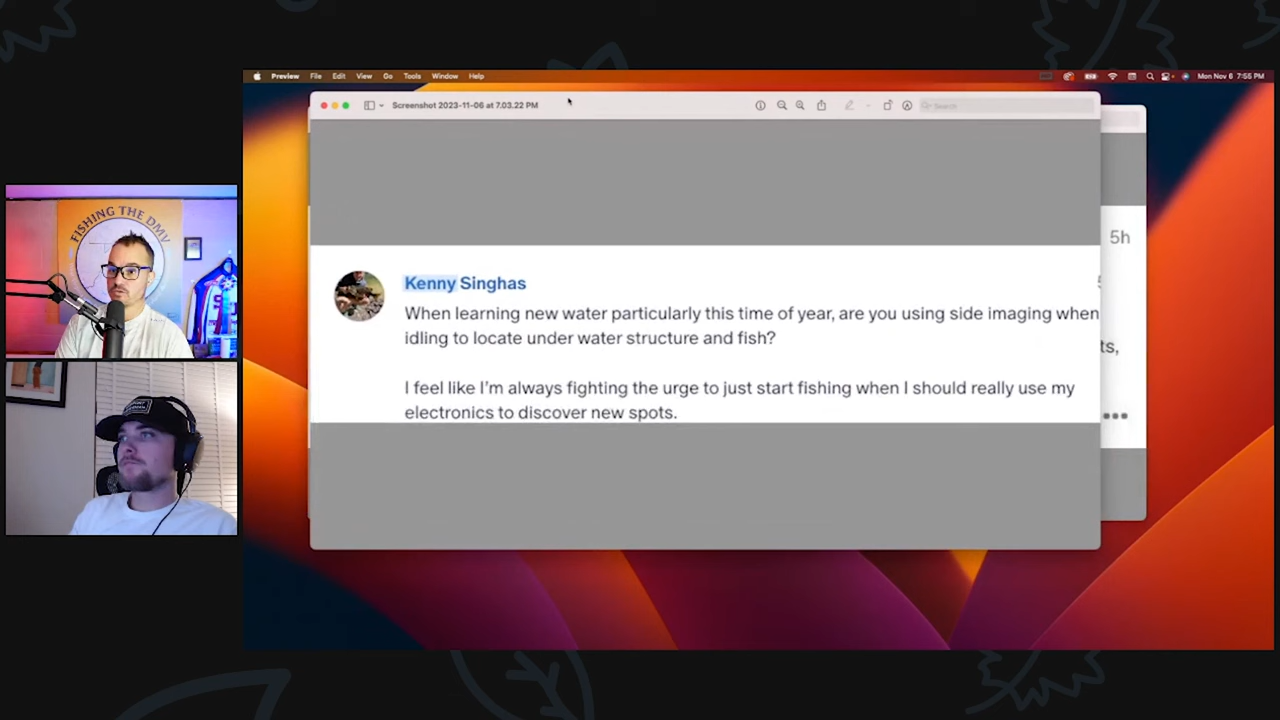 Preview File Edit View Go Tools Window Help
Mon Nov 6 7:55 PM
Screenshot 2023-11-06 at 7.03.22 PM
Search
5h
FISHING THE DMV
Kenny Singhas
When learning new water particularly this time of year, are you using side imaging when
idling to locate under water structure and fish?
ts,
I feel like I'm always fighting the urge to just start fishing when I should really use my
electronics to discover new spots.